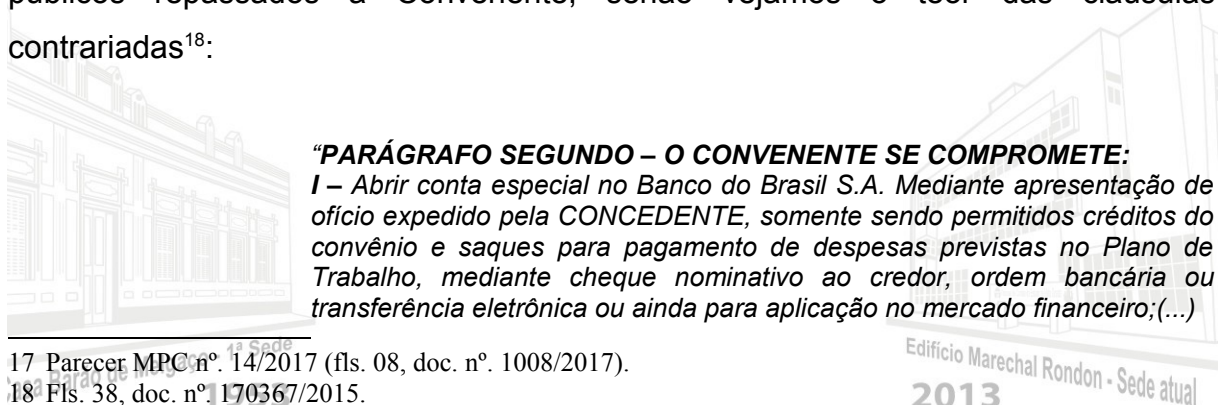 públicos repassados à Convenente, senão vejamos o teor das cláusulas
contrariadas18:
“PARÁGRAFO SEGUNDO – O CONVENENTE SE COMPROMETE:
I – Abrir conta especial no Banco do Brasil S.A. Mediante apresentação de
ofício expedido pela CONCEDENTE, somente sendo permitidos créditos do
convênio e saques para pagamento de despesas previstas no Plano de
Trabalho, mediante cheque nominativo ao credor, ordem bancária ou
transferência eletrônica ou ainda para aplicação no mercado financeiro;(...)
17 Parecer MPC nº. 14/2017 (fls. 08, doc. nº. 1008/2017).
18 Fls. 38, doc. nº. 170367/2015.
1ª Sede
Barão de
Edifício Marechal Rondon - Sede atual
2013